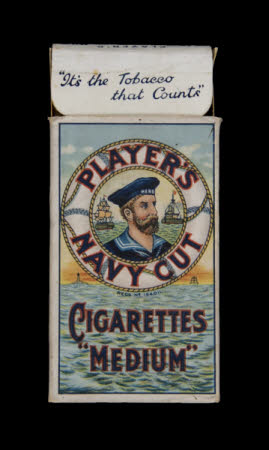 "It's the Tobacco
that Counts"
PLAYER'S
HERO
NAVY CUT
CIGARETTES
"MEDIUM"